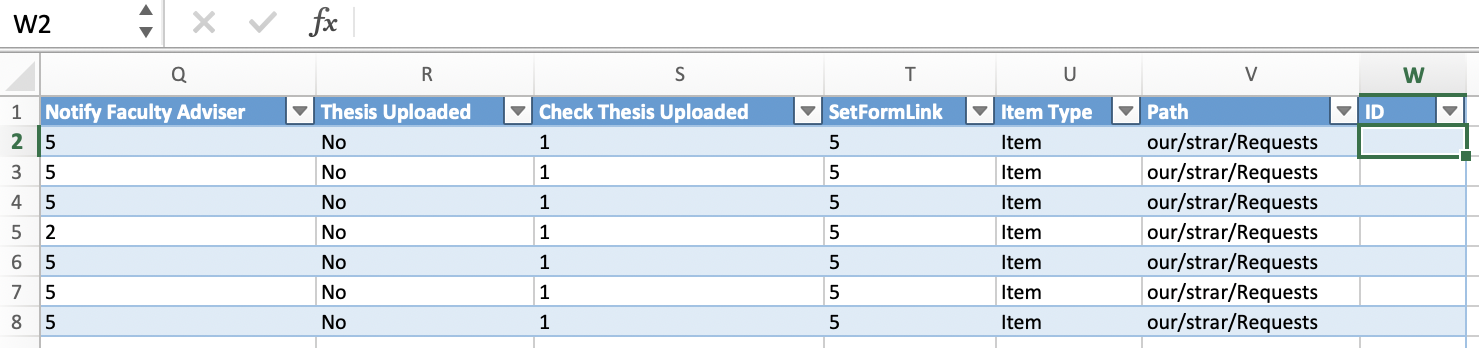 W2 fx
Q R S T U V W
1 Notify Faculty Adviser Thesis Uploaded Check Thesis Uploaded SetFormLink Item Type Path ID
2 5 No 1 5 Item our/strar/Requests
3 5 No 1 5 Item our/strar/Requests
4 5 No 1 5 Item our/strar/Requests
5 2 No 1 5 Item our/strar/Requests
6 5 No 1 5 Item our/strar/Requests
7 5 No 1 5 Item our/strar/Requests
8 5 No 1 5 Item our/strar/Requests